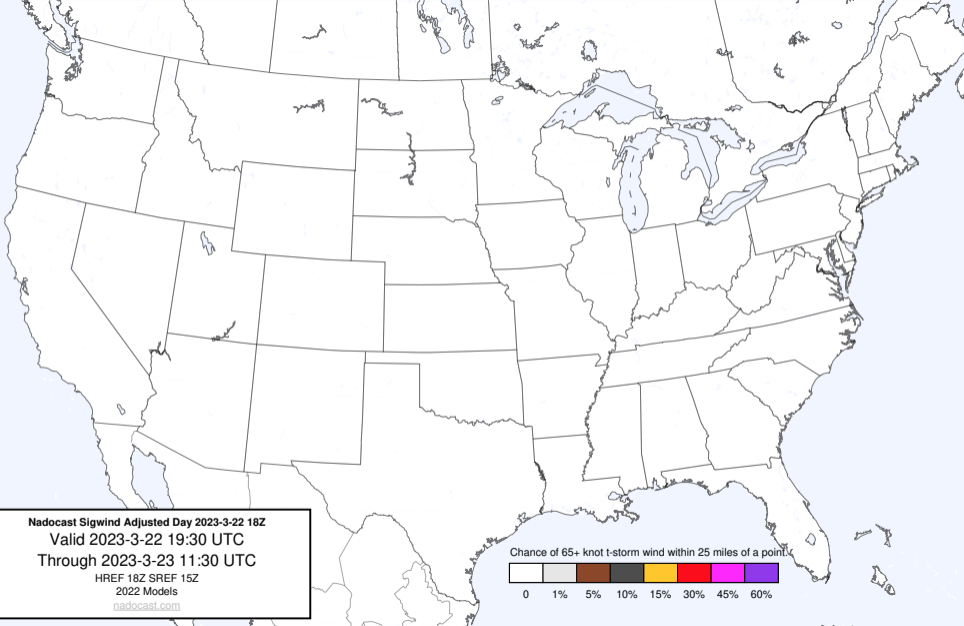 Nadocast Sigwind Adjusted Day 2023-3-22 18Z
Valid 2023-3-22 19:30 UTC
Through 2023-3-23 11:30 UTC
HREF 18Z SREF 15Z
2022 Models
nadocast.com
Chance of 65+ knot t-storm wind within 25 miles of a point.
0 1% 5% 10% 15% 30% 45% 60%